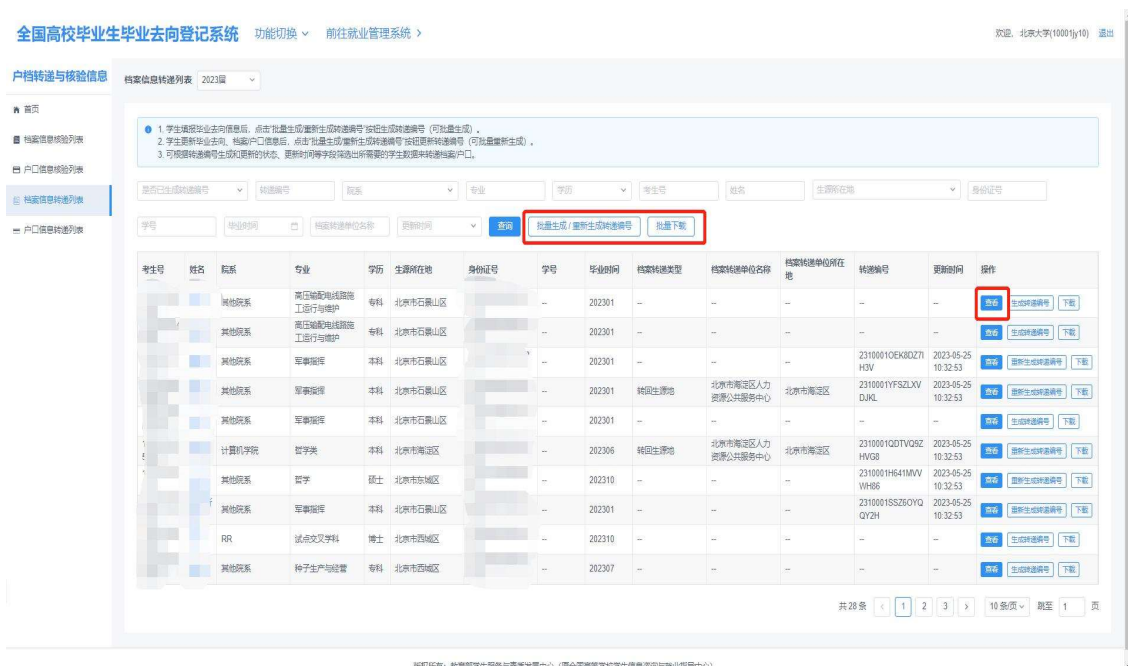 全国高校毕业生毕业去向登记系统 功能切换 前往就业管理系统 >
欢迎, 北京大学(10001jy10) 退出
户档转递与核验信息
首页
档案信息核验列表
户口信息核验列表
档案信息转递列表
户口信息转递列表
档案信息转递列表 2023届
1. 学生填报毕业去向信息后，点击"批量生成/重新生成转递编号"按钮生成转递编号（可批量生成）。
2. 学生更新毕业去向、档案/户口信息后，点击"批量生成/重新生成转递编号"按钮更新转递编号（可批量重新生成）。
3. 可根据转递编号生成和更新的状态、更新时间等字段筛选出所需要的学生数据来转递档案/户口。
是否已生成转递编号 转递编号 院系 专业 学历 考生号 姓名 生源所在地 身份证号
学号 毕业时间 档案转递单位名称 更新时间 查询 批量生成 / 重新生成转递编号 批量下载
考生号 姓名 院系 专业 学历 生源所在地 身份证号 学号 毕业时间 档案转递类型 档案转递单位名称 档案转递单位所在地 转递编号 更新时间 操作
其他院系 高压输配电线路施工运行与维护 专科 北京市石景山区 -- 202301 -- -- -- -- -- 查看 生成转递编号 下载
其他院系 高压输配电线路施工运行与维护 专科 北京市石景山区 -- 202301 -- -- -- -- -- 查看 生成转递编号 下载
其他院系 军事指挥 本科 北京市石景山区 -- 202301 -- -- -- 2310001OEK8DZ7IH3V 2023-05-25 10:32:53 查看 重新生成转递编号 下载
其他院系 军事指挥 本科 北京市石景山区 -- 202301 转回生源地 北京市海淀区人力资源公共服务中心 北京市海淀区 2310001YFSZLXVDJKL 2023-05-25 10:32:53 查看 重新生成转递编号 下载
其他院系 军事指挥 本科 北京市石景山区 -- 202301 -- -- -- -- -- 查看 生成转递编号 下载
计算机学院 哲学类 本科 北京市海淀区 -- 202306 转回生源地 北京市海淀区人力资源公共服务中心 北京市海淀区 2310001QDTVQ9ZHVG8 2023-05-25 10:32:53 查看 重新生成转递编号 下载
其他院系 哲学 硕士 北京市东城区 -- 202310 -- -- -- 2310001H641MVVWH86 2023-05-25 10:32:53 查看 重新生成转递编号 下载
其他院系 军事指挥 本科 北京市石景山区 -- 202301 -- -- -- 2310001SSZ6OYQQY2H 2023-05-25 10:32:53 查看 重新生成转递编号 下载
RR 试点交叉学科 博士 北京市西城区 -- 202310 -- -- -- -- -- 查看 生成转递编号 下载
其他院系 种子生产与经营 专科 北京市西城区 -- 202307 -- -- -- -- -- 查看 生成转递编号 下载
共 28 条 < 1 2 3 > 10 条/页 跳至 1 页